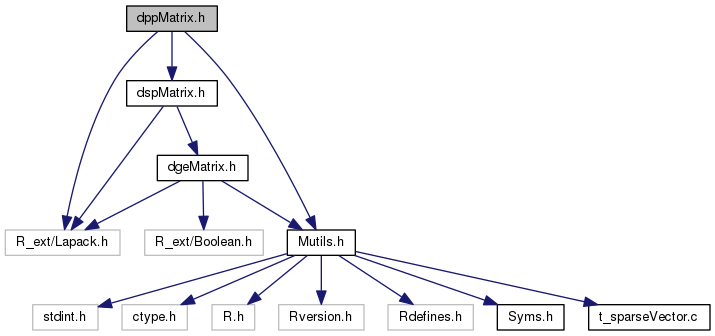 dppMatrix.h
dspMatrix.h
dgeMatrix.h
R_ext/Lapack.h
R_ext/Boolean.h
Mutils.h
stdint.h
ctype.h
R.h
Rversion.h
Rdefines.h
Syms.h
t_sparseVector.c